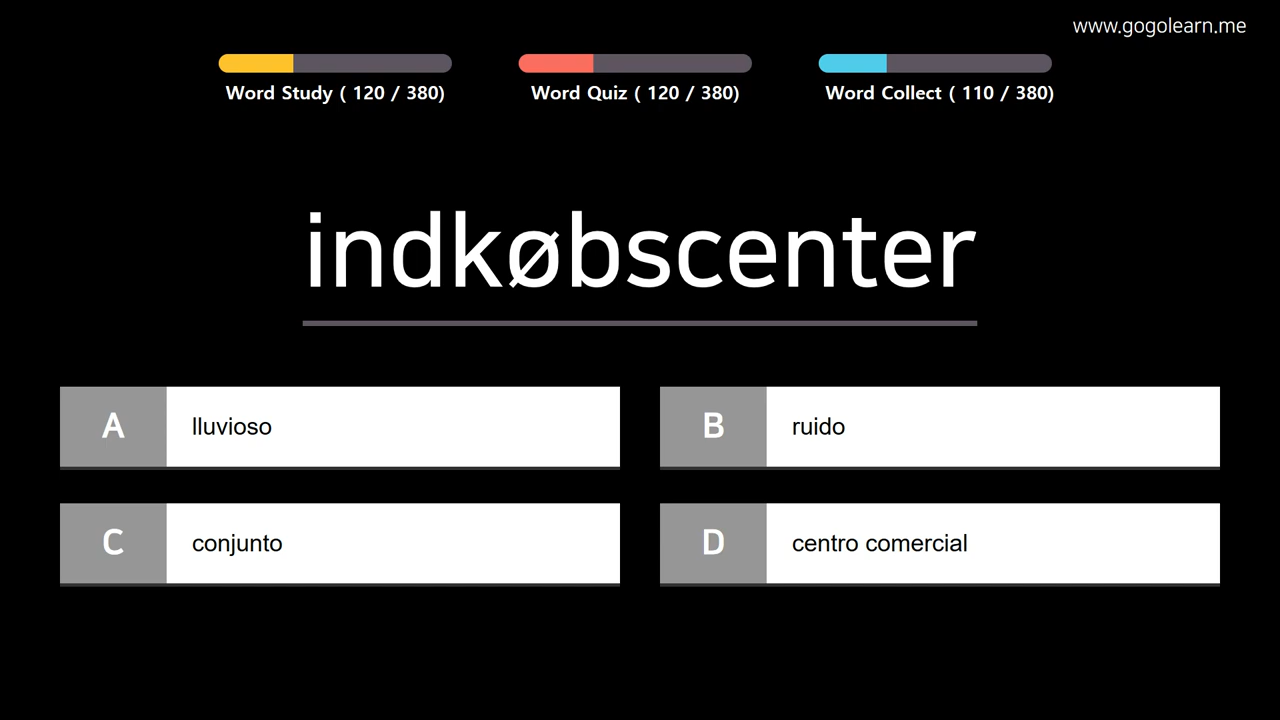 www.gogolearn.me
Word Study ( 120 / 380)
Word Quiz ( 120 / 380)
Word Collect ( 110 / 380)
indkøbscenter
A lluvioso
B ruido
C conjunto
D centro comercial